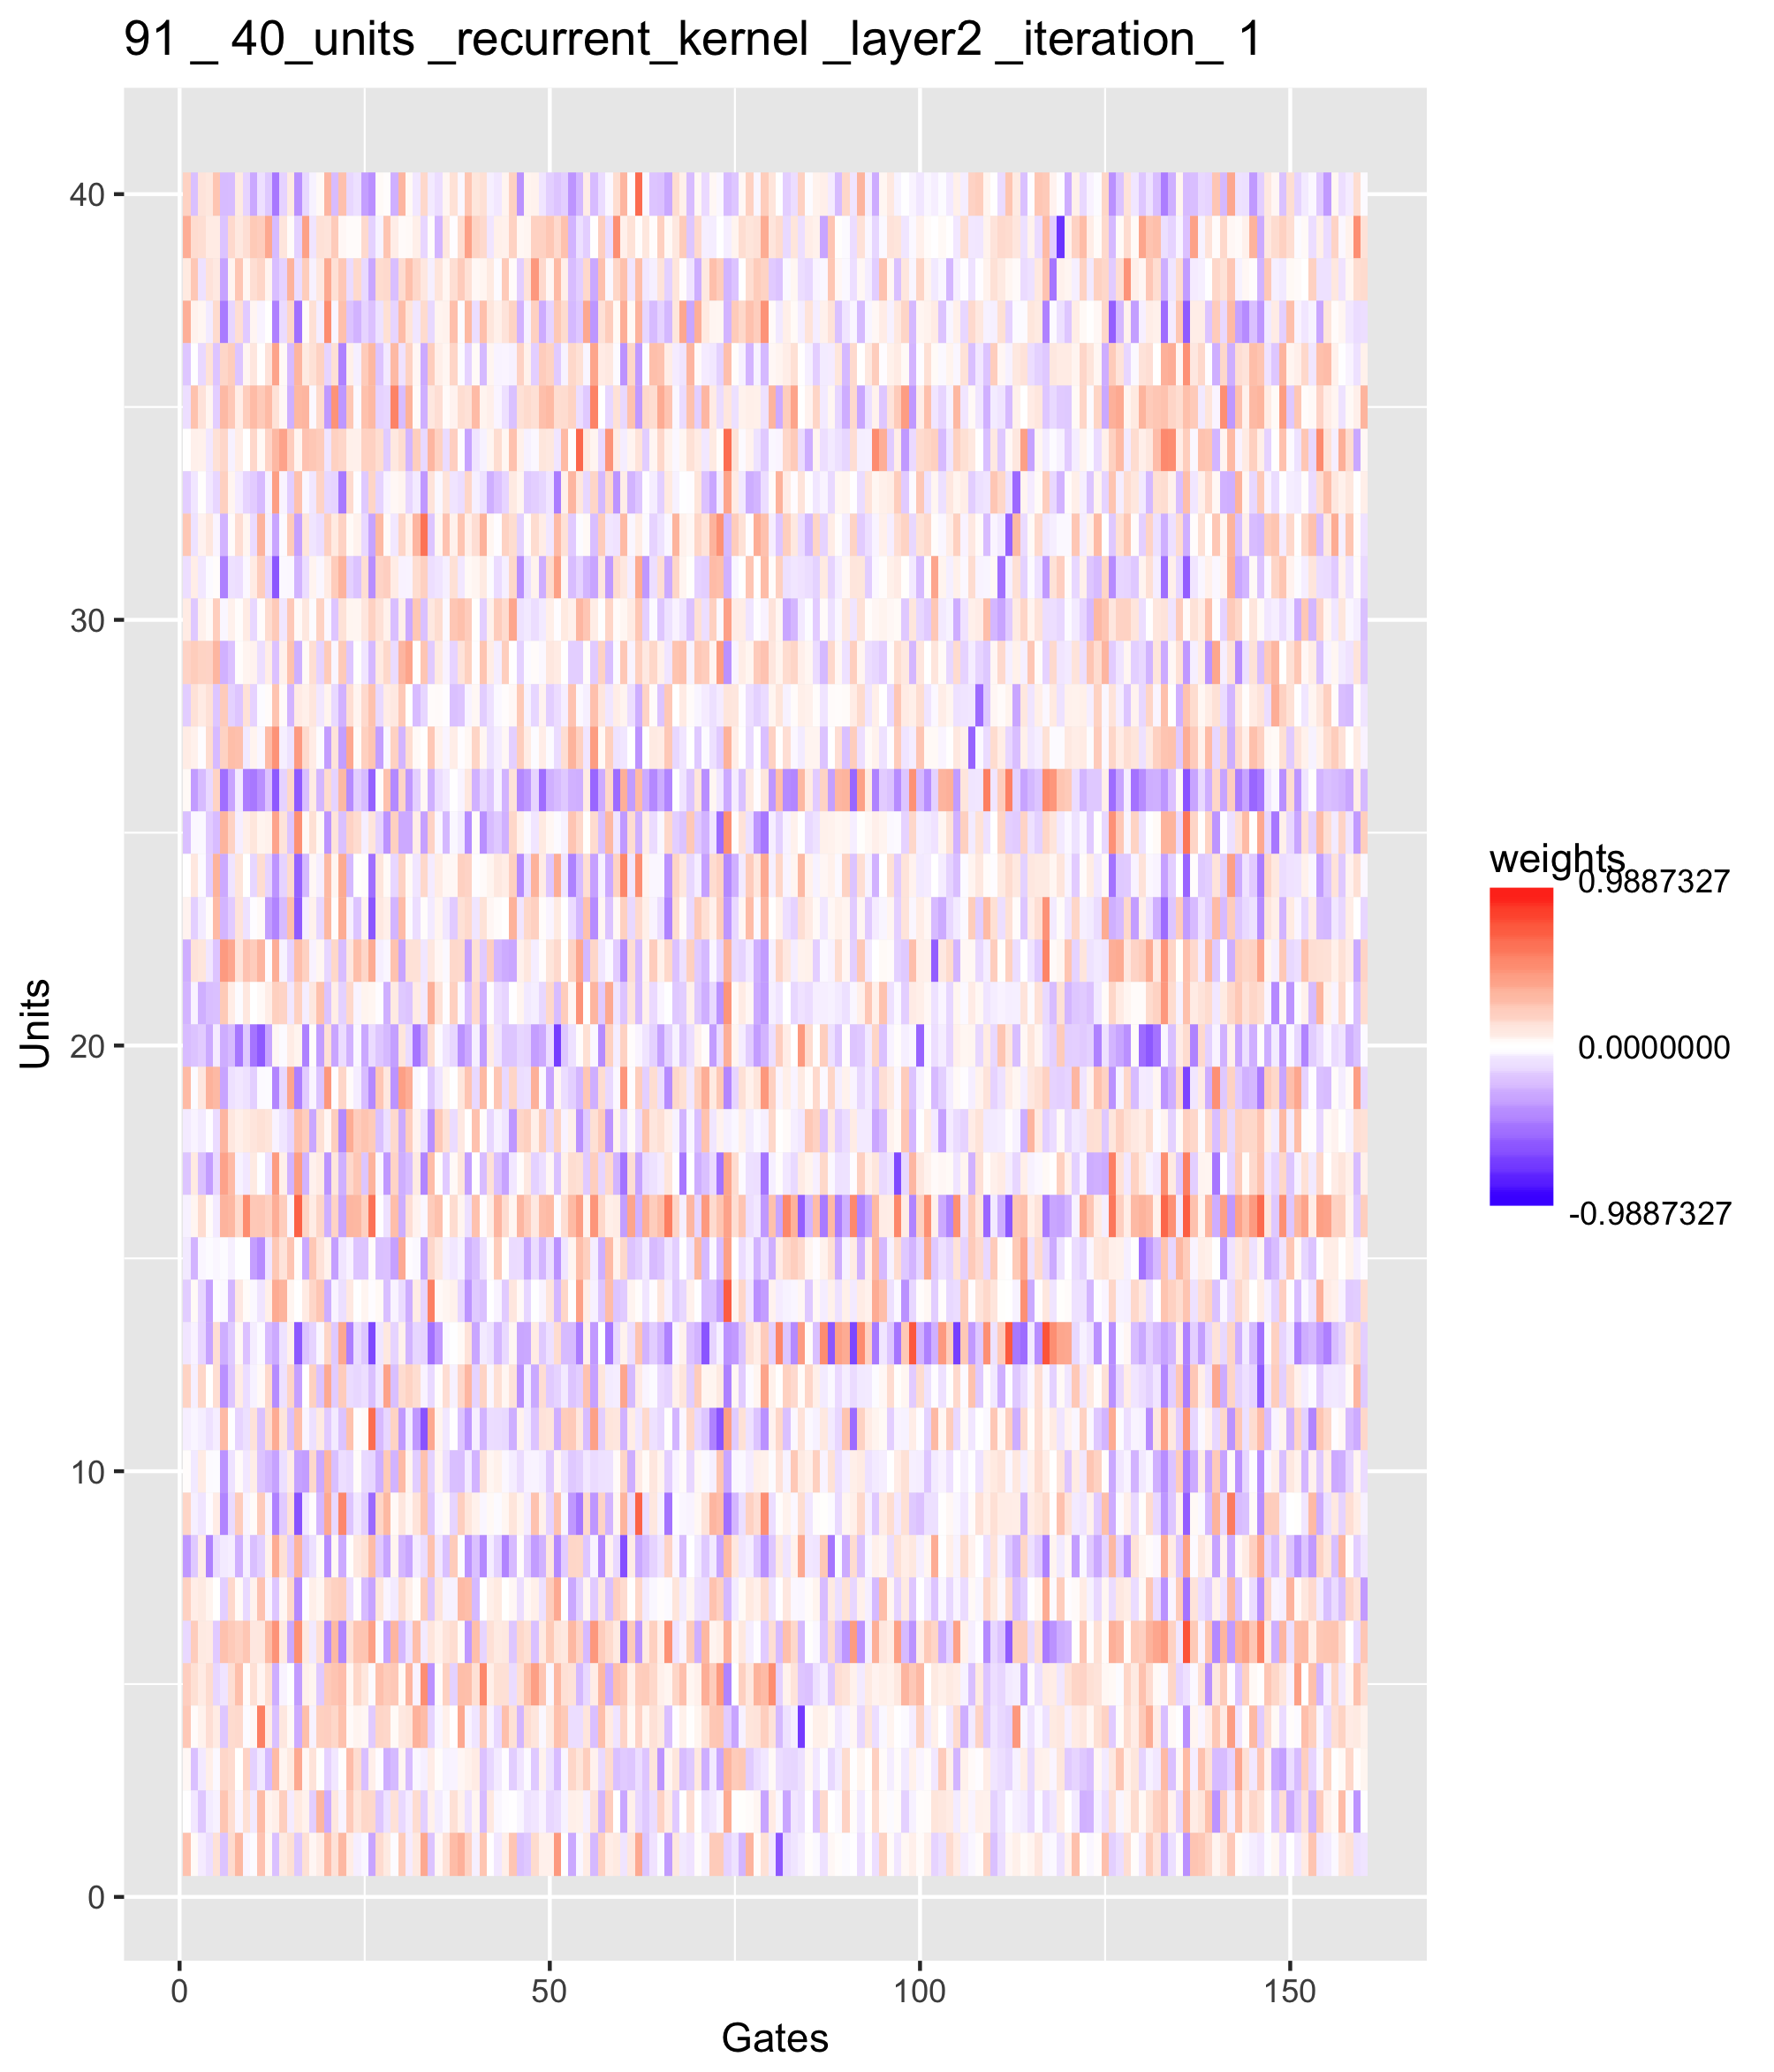 91 _ 40_units _recurrent_kernel _layer2 _iteration_ 1
40
30
20
10
0
Units
0 50 100 150
Gates
weights
0.9887327
0.0000000
-0.9887327